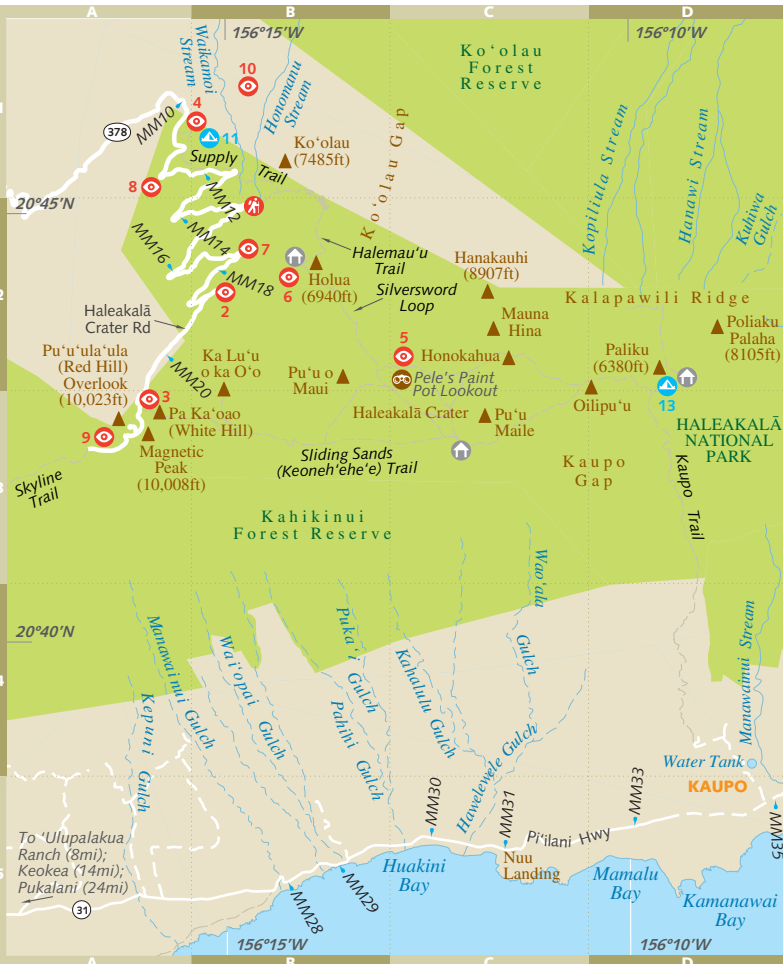 A
B
C
D
156°15'W
156°10'W
Waikamoi
Stream
10
Ko‘olau
Forest
Reserve
4
MM10
378
11
Honomanu
Stream
Supply
Trail
Ko‘olau
(7485ft)
Ko‘olau Gap
Kopiliula Stream
Hanawi Stream
Kuhiwa
Gulch
8
20°45'N
MM12
MM14
MM16
7
MM18
Halemau‘u
Trail
Hanakauhi
(8907ft)
Holua
(6940ft)
6
Silversword
Loop
2
2
Kalapawili Ridge
Haleakalā
Crater Rd
Mauna
Hina
Poliaku
Palaha
(8105ft)
Pu‘u‘ula‘ula
(Red Hill)
Overlook
(10,023ft)
MM20
Ka Lu‘u
o ka O‘o
Pu‘u o
Maui
5
Honokahua
Pele's Paint
Pot Lookout
Paliku
(6380ft)
13
Oilipu‘u
3
Pa Ka‘oao
(White Hill)
Haleakalā Crater
Pu‘u
Maile
HALEAKALĀ
NATIONAL
PARK
9
Magnetic
Peak
(10,008ft)
Sliding Sands
(Keoneh‘ehe‘e) Trail
Kaupo
Gap
Kaupo Trail
Skyline
Trail
3
Kahikinui
Forest Reserve
20°40'N
Kepuni Gulch
Manawainui Gulch
Wai‘opai Gulch
Puka‘i Gulch
Pahihi Gulch
Kahalulu Gulch
Wao‘ala
Gulch
Hawelewele Gulch
Manawainui Stream
Water Tank
KAUPO
MM30
MM31
MM33
MM35
Pi‘ilani Hwy
To ‘Ulupalakua
Ranch (8mi);
Keokea (14mi);
Pukalani (24mi)
31
MM28
MM29
Huakini
Bay
Nuu
Landing
Mamalu
Bay
Kamanawai
Bay
156°15'W
156°10'W